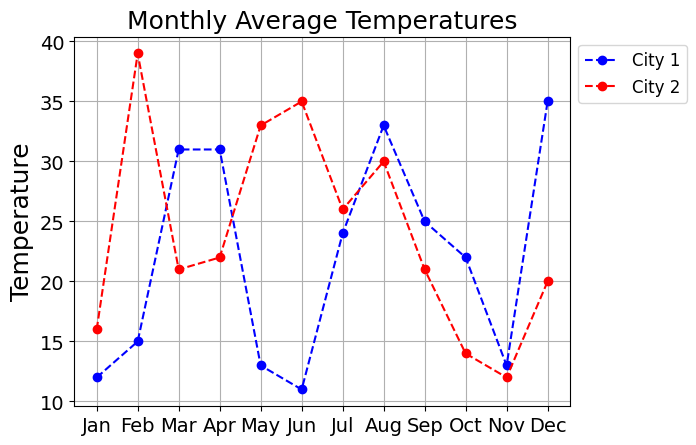 Monthly Average Temperatures
City 1
City 2
Temperature
40
35
30
25
20
15
10
Jan Feb Mar Apr May Jun Jul Aug Sep Oct Nov Dec